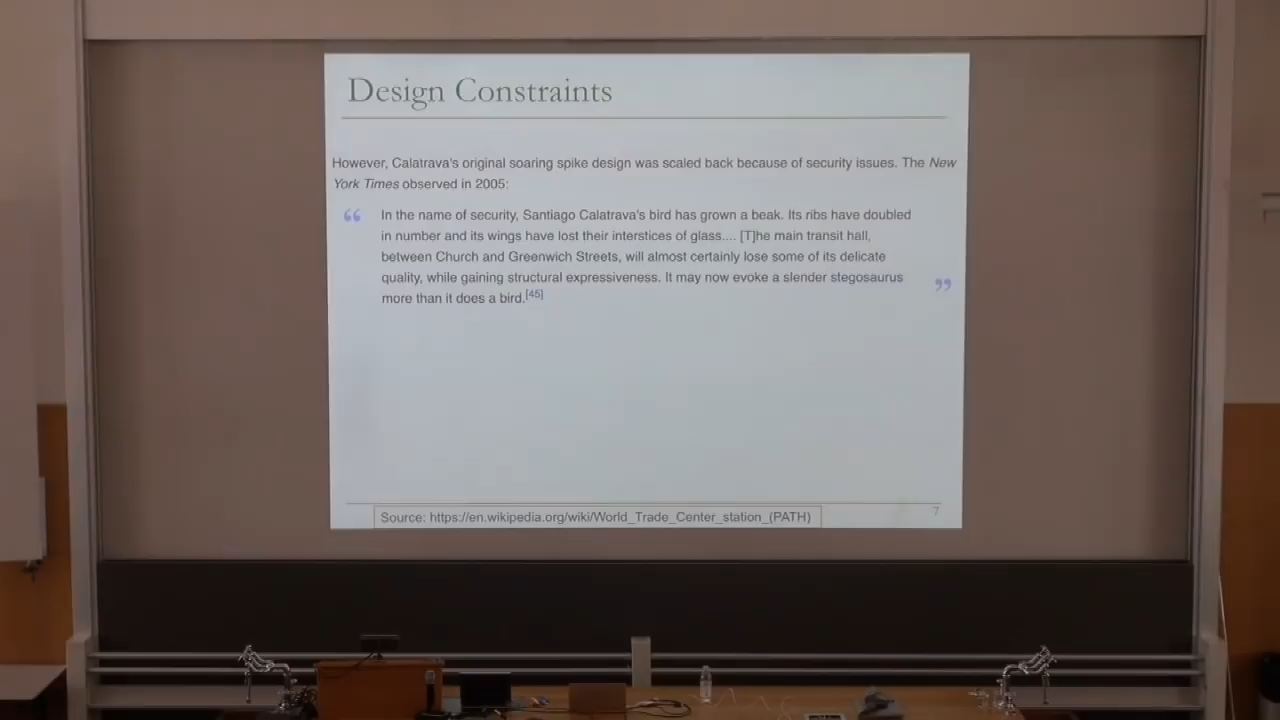 Design Constraints
However, Calatrava's original soaring spike design was scaled back because of security issues. The New
York Times observed in 2005:
“ In the name of security, Santiago Calatrava's bird has grown a beak. Its ribs have doubled
in number and its wings have lost their interstices of glass.... [T]he main transit hall,
between Church and Greenwich Streets, will almost certainly lose some of its delicate
quality, while gaining structural expressiveness. It may now evoke a slender stegosaurus
more than it does a bird.[45] ”
Source: https://en.wikipedia.org/wiki/World_Trade_Center_station_(PATH)
7